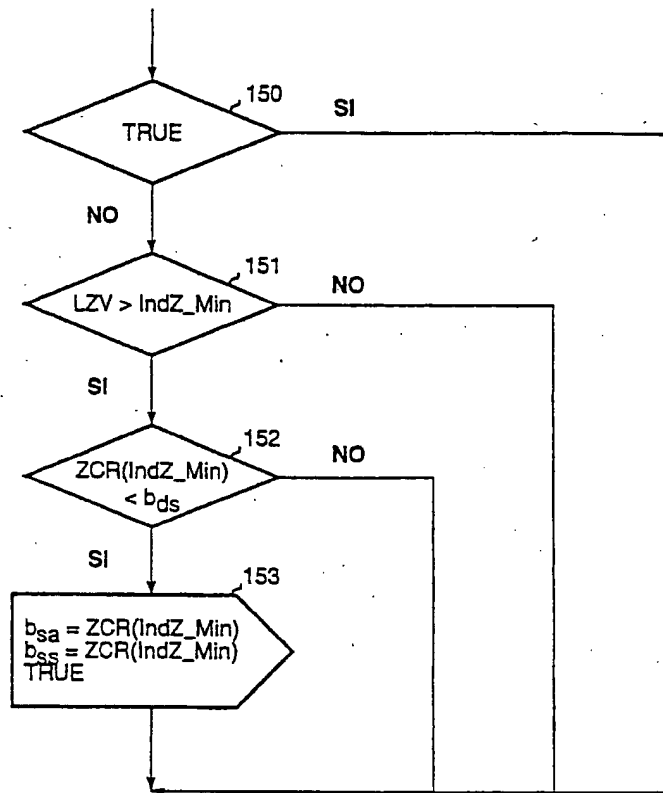 150
SI
TRUE
NO
151
LZV > IndZ_Min
NO
SI
152
ZCR(IndZ_Min)
< b_ds
NO
SI
153
b_sa = ZCR(IndZ_Min)
b_ss = ZCR(IndZ_Min)
TRUE